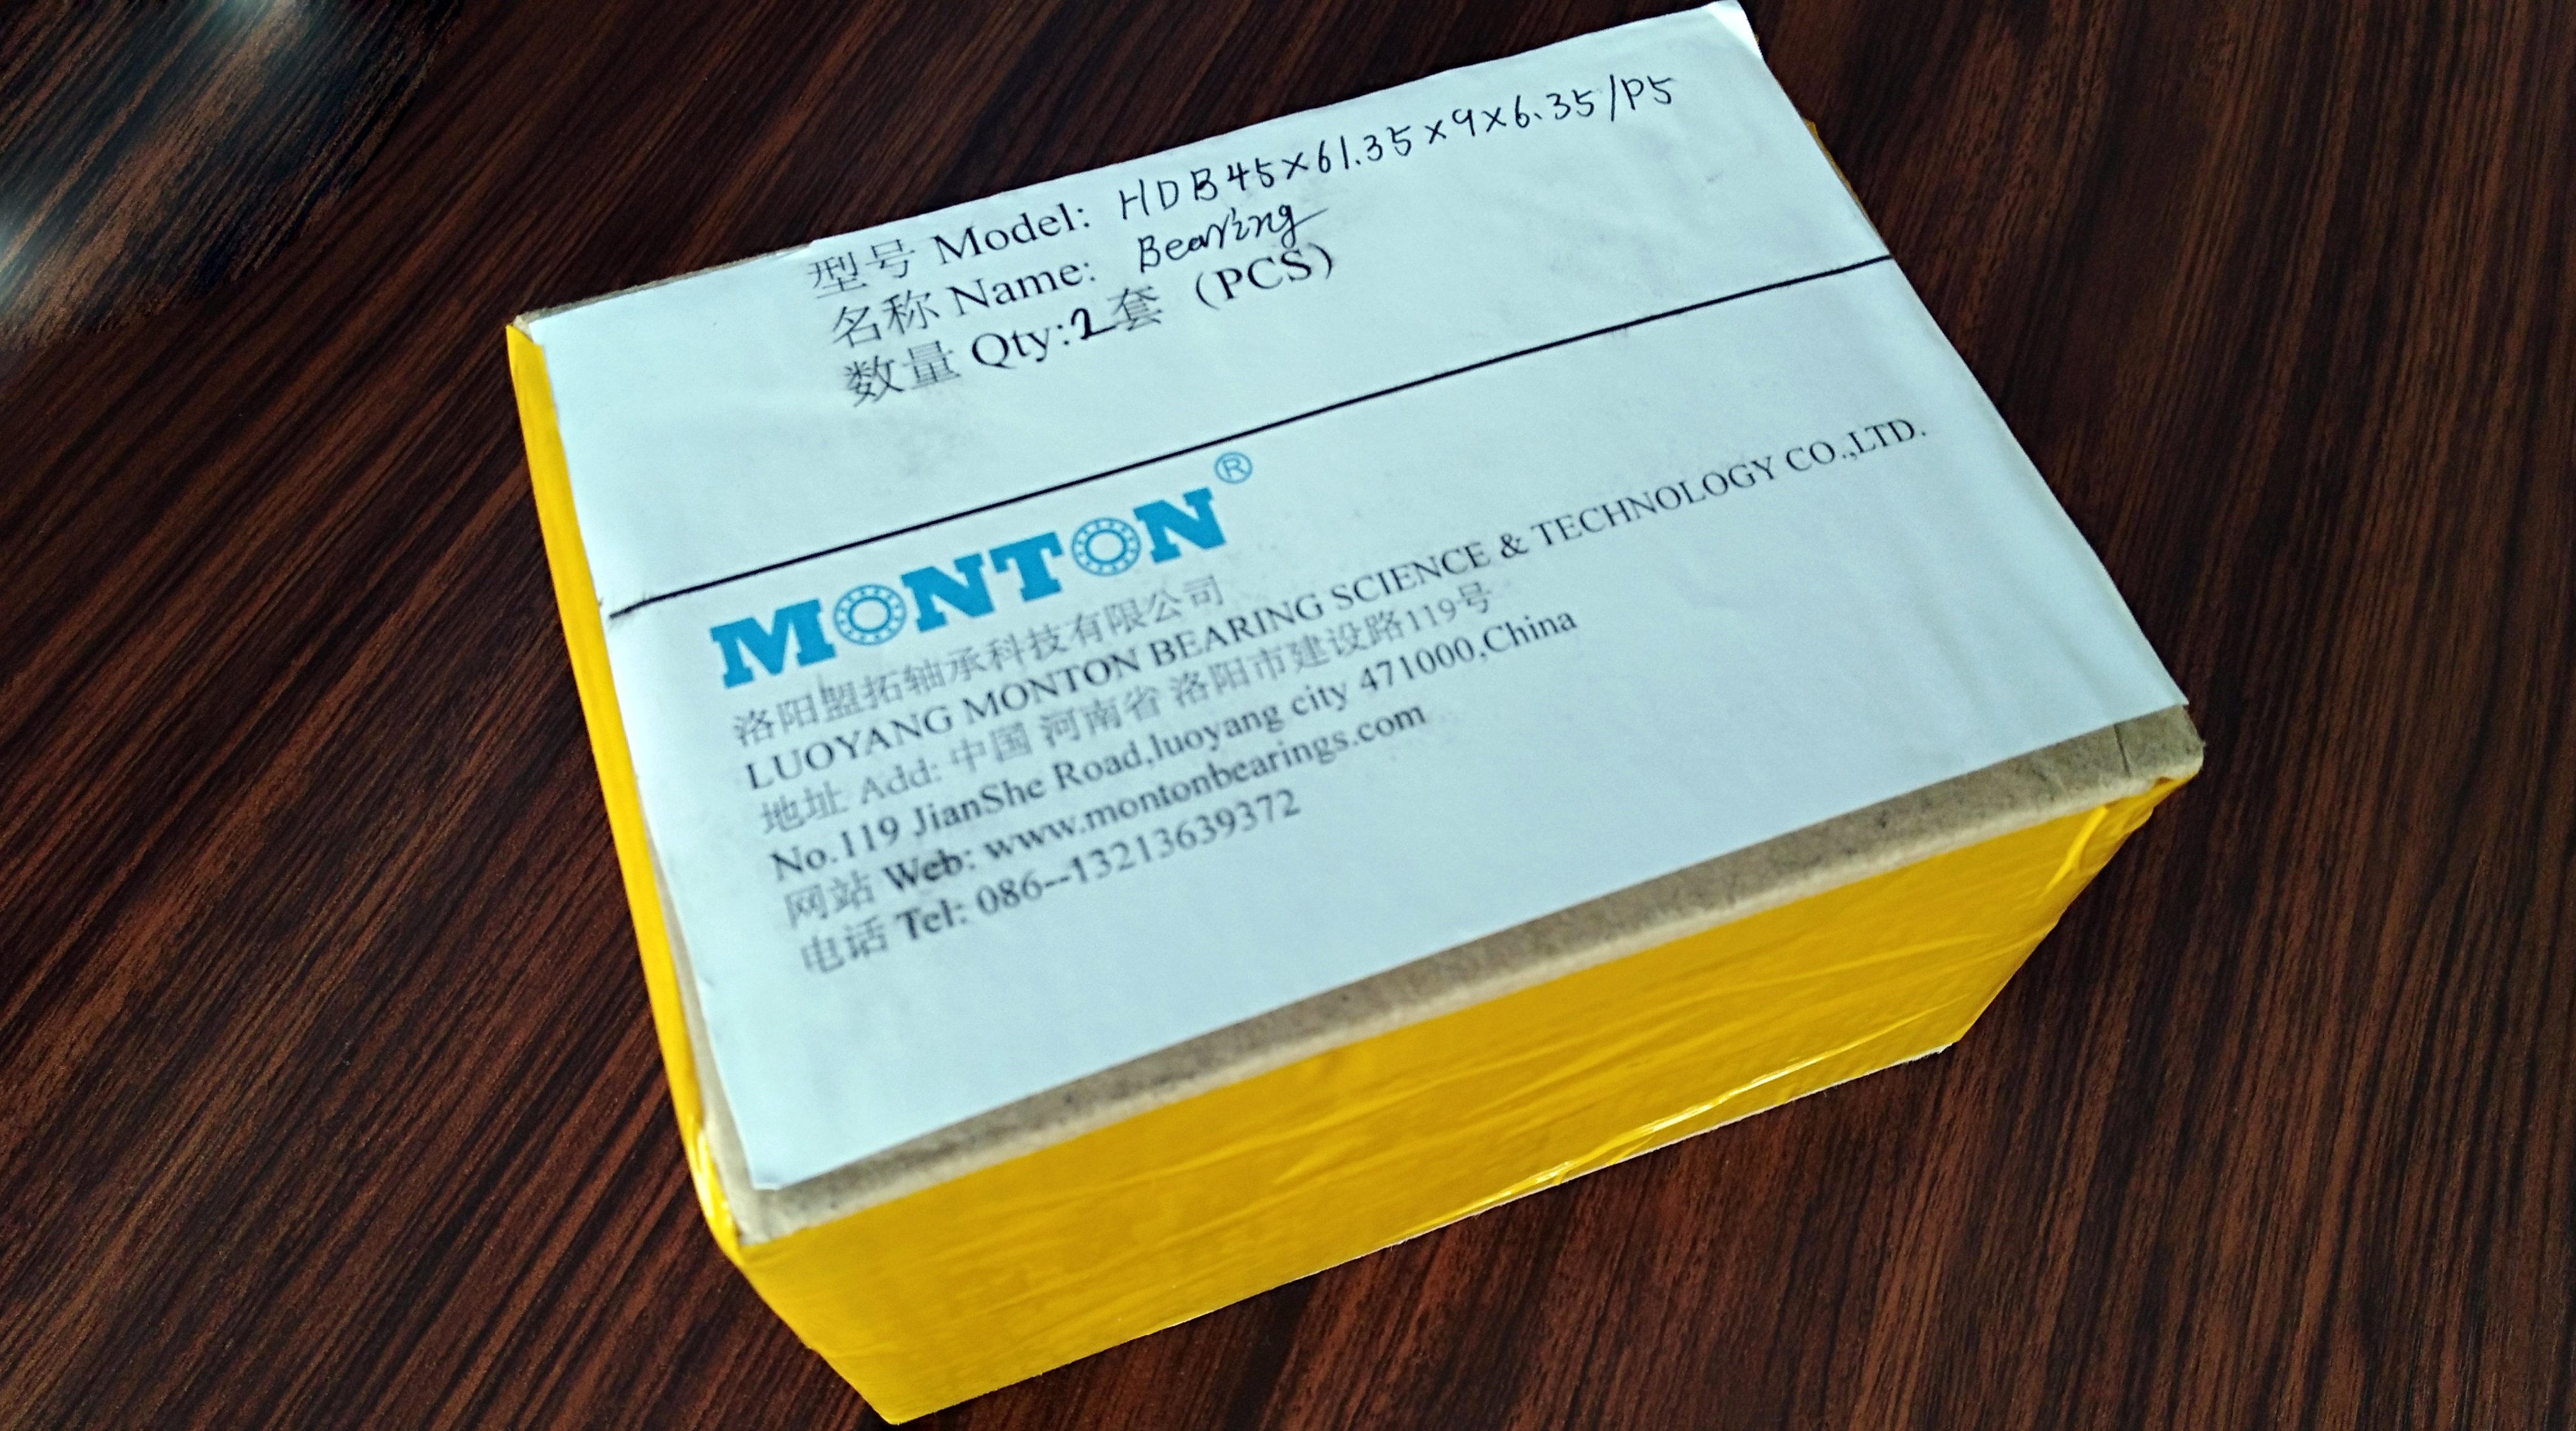 型号 Model: HDB45×61.35×9×6.35/P5
名称 Name: Bearing
数量 Qty:2套 (PCS)
MONTON®
洛阳盟拓轴承科技有限公司
LUOYANG MONTON BEARING SCIENCE & TECHNOLOGY CO.,LTD.
地址 Add: 中国 河南省 洛阳市建设路119号
No.119 JianShe Road,luoyang city 471000,China
网站 Web: www.montonbearings.com
电话 Tel: 086--13213639372